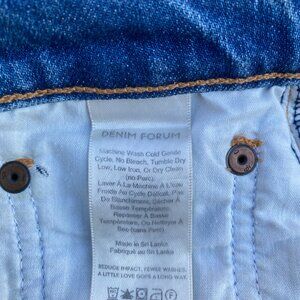 DENIM FORUM
Machine Wash Cold Gentle
Cycle, No Bleach, Tumble Dry
Low, Low Iron, Or Dry Clean
(no Perc).
Laver À La Machine À L'eau
Froide Au Cycle Délicat, Pas
De Blanchiment, Sécher À
Basse Température,
Repasser À Basse
Température, Ou Nettoyer À
Sec (sans Perc)
Made in Sri Lanka
Fabriqué au Sri Lanka
REDUCE IMPACT, FEWER WASHES,
A LITTLE LOVE GOES A LONG WAY.